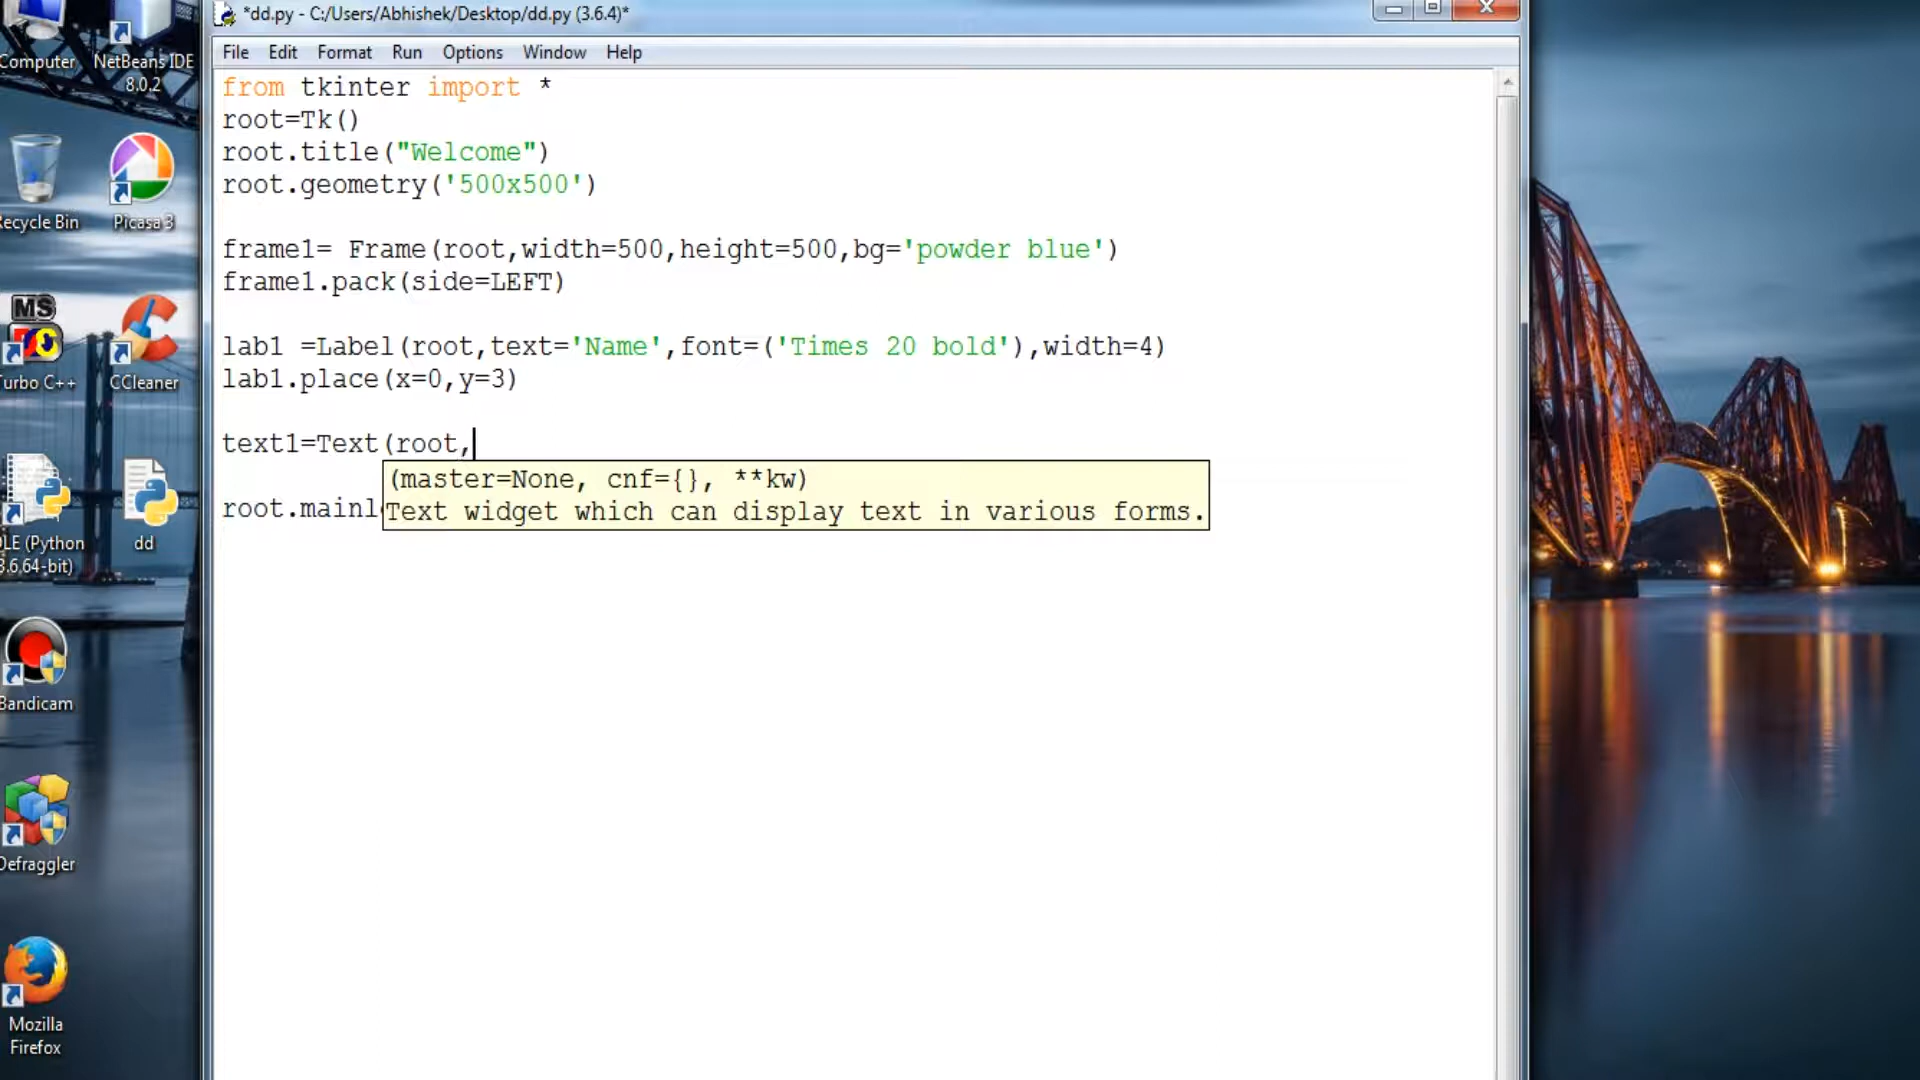 *dd.py - C:/Users/Abhishek/Desktop/dd.py (3.6.4)*
File Edit Format Run Options Window Help
from tkinter import *
root=Tk()
root.title("Welcome")
root.geometry('500x500')
frame1= Frame(root,width=500,height=500,bg='powder blue')
frame1.pack(side=LEFT)
lab1 =Label(root,text='Name',font=('Times 20 bold'),width=4)
lab1.place(x=0,y=3)
text1=Text(root,
(master=None, cnf={}, **kw)
Text widget which can display text in various forms.
root.mainl
Computer
NetBeans IDE
8.0.2
Recycle Bin
Picasa 3
MS
Turbo C++
CCleaner
DLE (Python
3.6 64-bit)
dd
Bandicam
Defraggler
Mozilla
Firefox